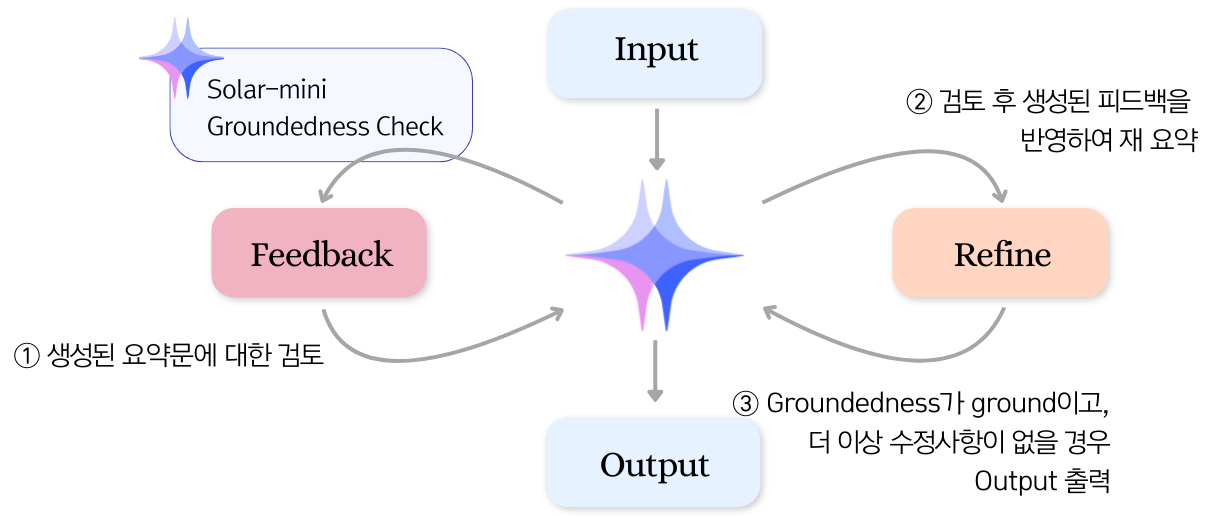 Input
Solar-mini
Groundedness Check
② 검토 후 생성된 피드백을
반영하여 재 요약
Feedback
Refine
① 생성된 요약문에 대한 검토
③ Groundedness가 ground이고,
더 이상 수정사항이 없을 경우
Output 출력
Output